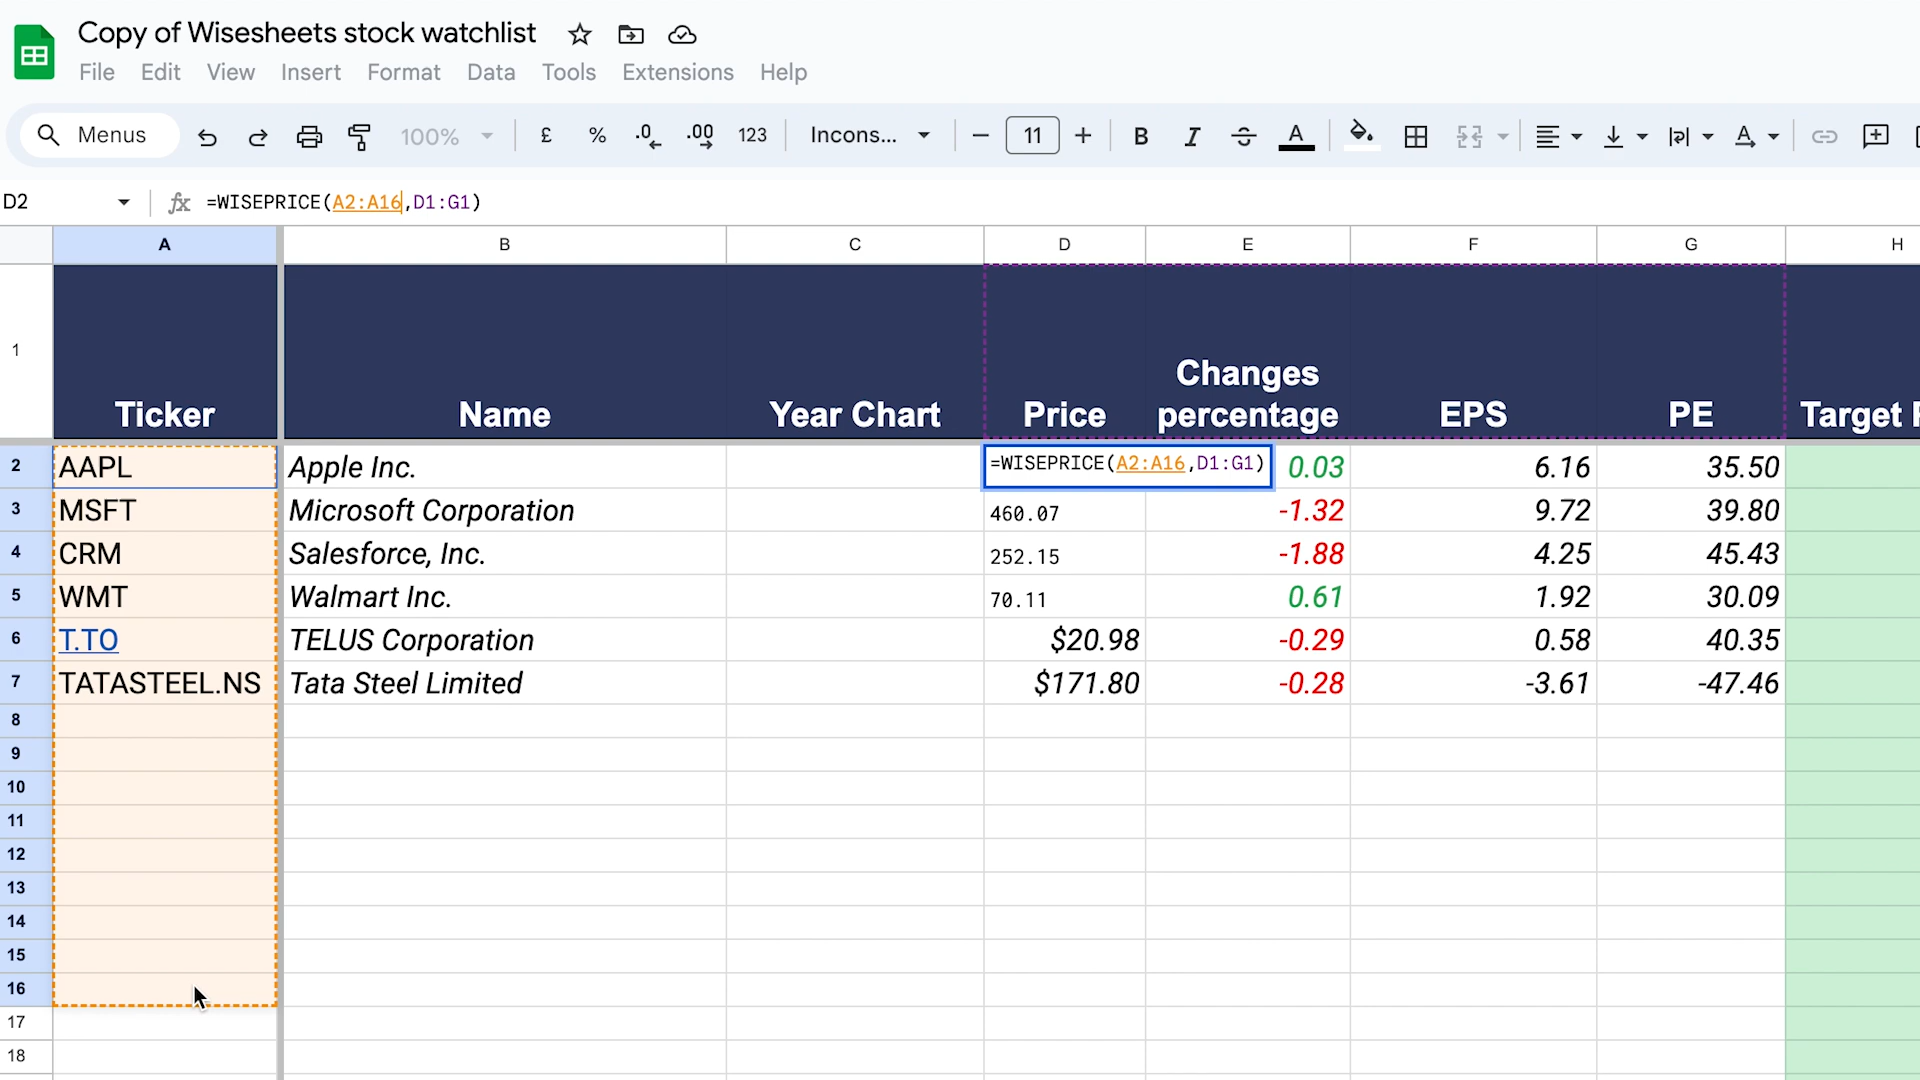 Copy of Wisesheets stock watchlist
File Edit View Insert Format Data Tools Extensions Help
Menus 100% £ % .0 .00 123 Incons... 11 B I A
D2 fx =WISEPRICE(A2:A16,D1:G1)
A B C D E F G H
1 Ticker Name Year Chart Price Changes percentage EPS PE Target
2 AAPL Apple Inc. =WISEPRICE(A2:A16,D1:G1) 0.03 6.16 35.50
3 MSFT Microsoft Corporation 460.07 -1.32 9.72 39.80
4 CRM Salesforce, Inc. 252.15 -1.88 4.25 45.43
5 WMT Walmart Inc. 70.11 0.61 1.92 30.09
6 T.TO TELUS Corporation $20.98 -0.29 0.58 40.35
7 TATASTEEL.NS Tata Steel Limited $171.80 -0.28 -3.61 -47.46
8
9
10
11
12
13
14
15
16
17
18